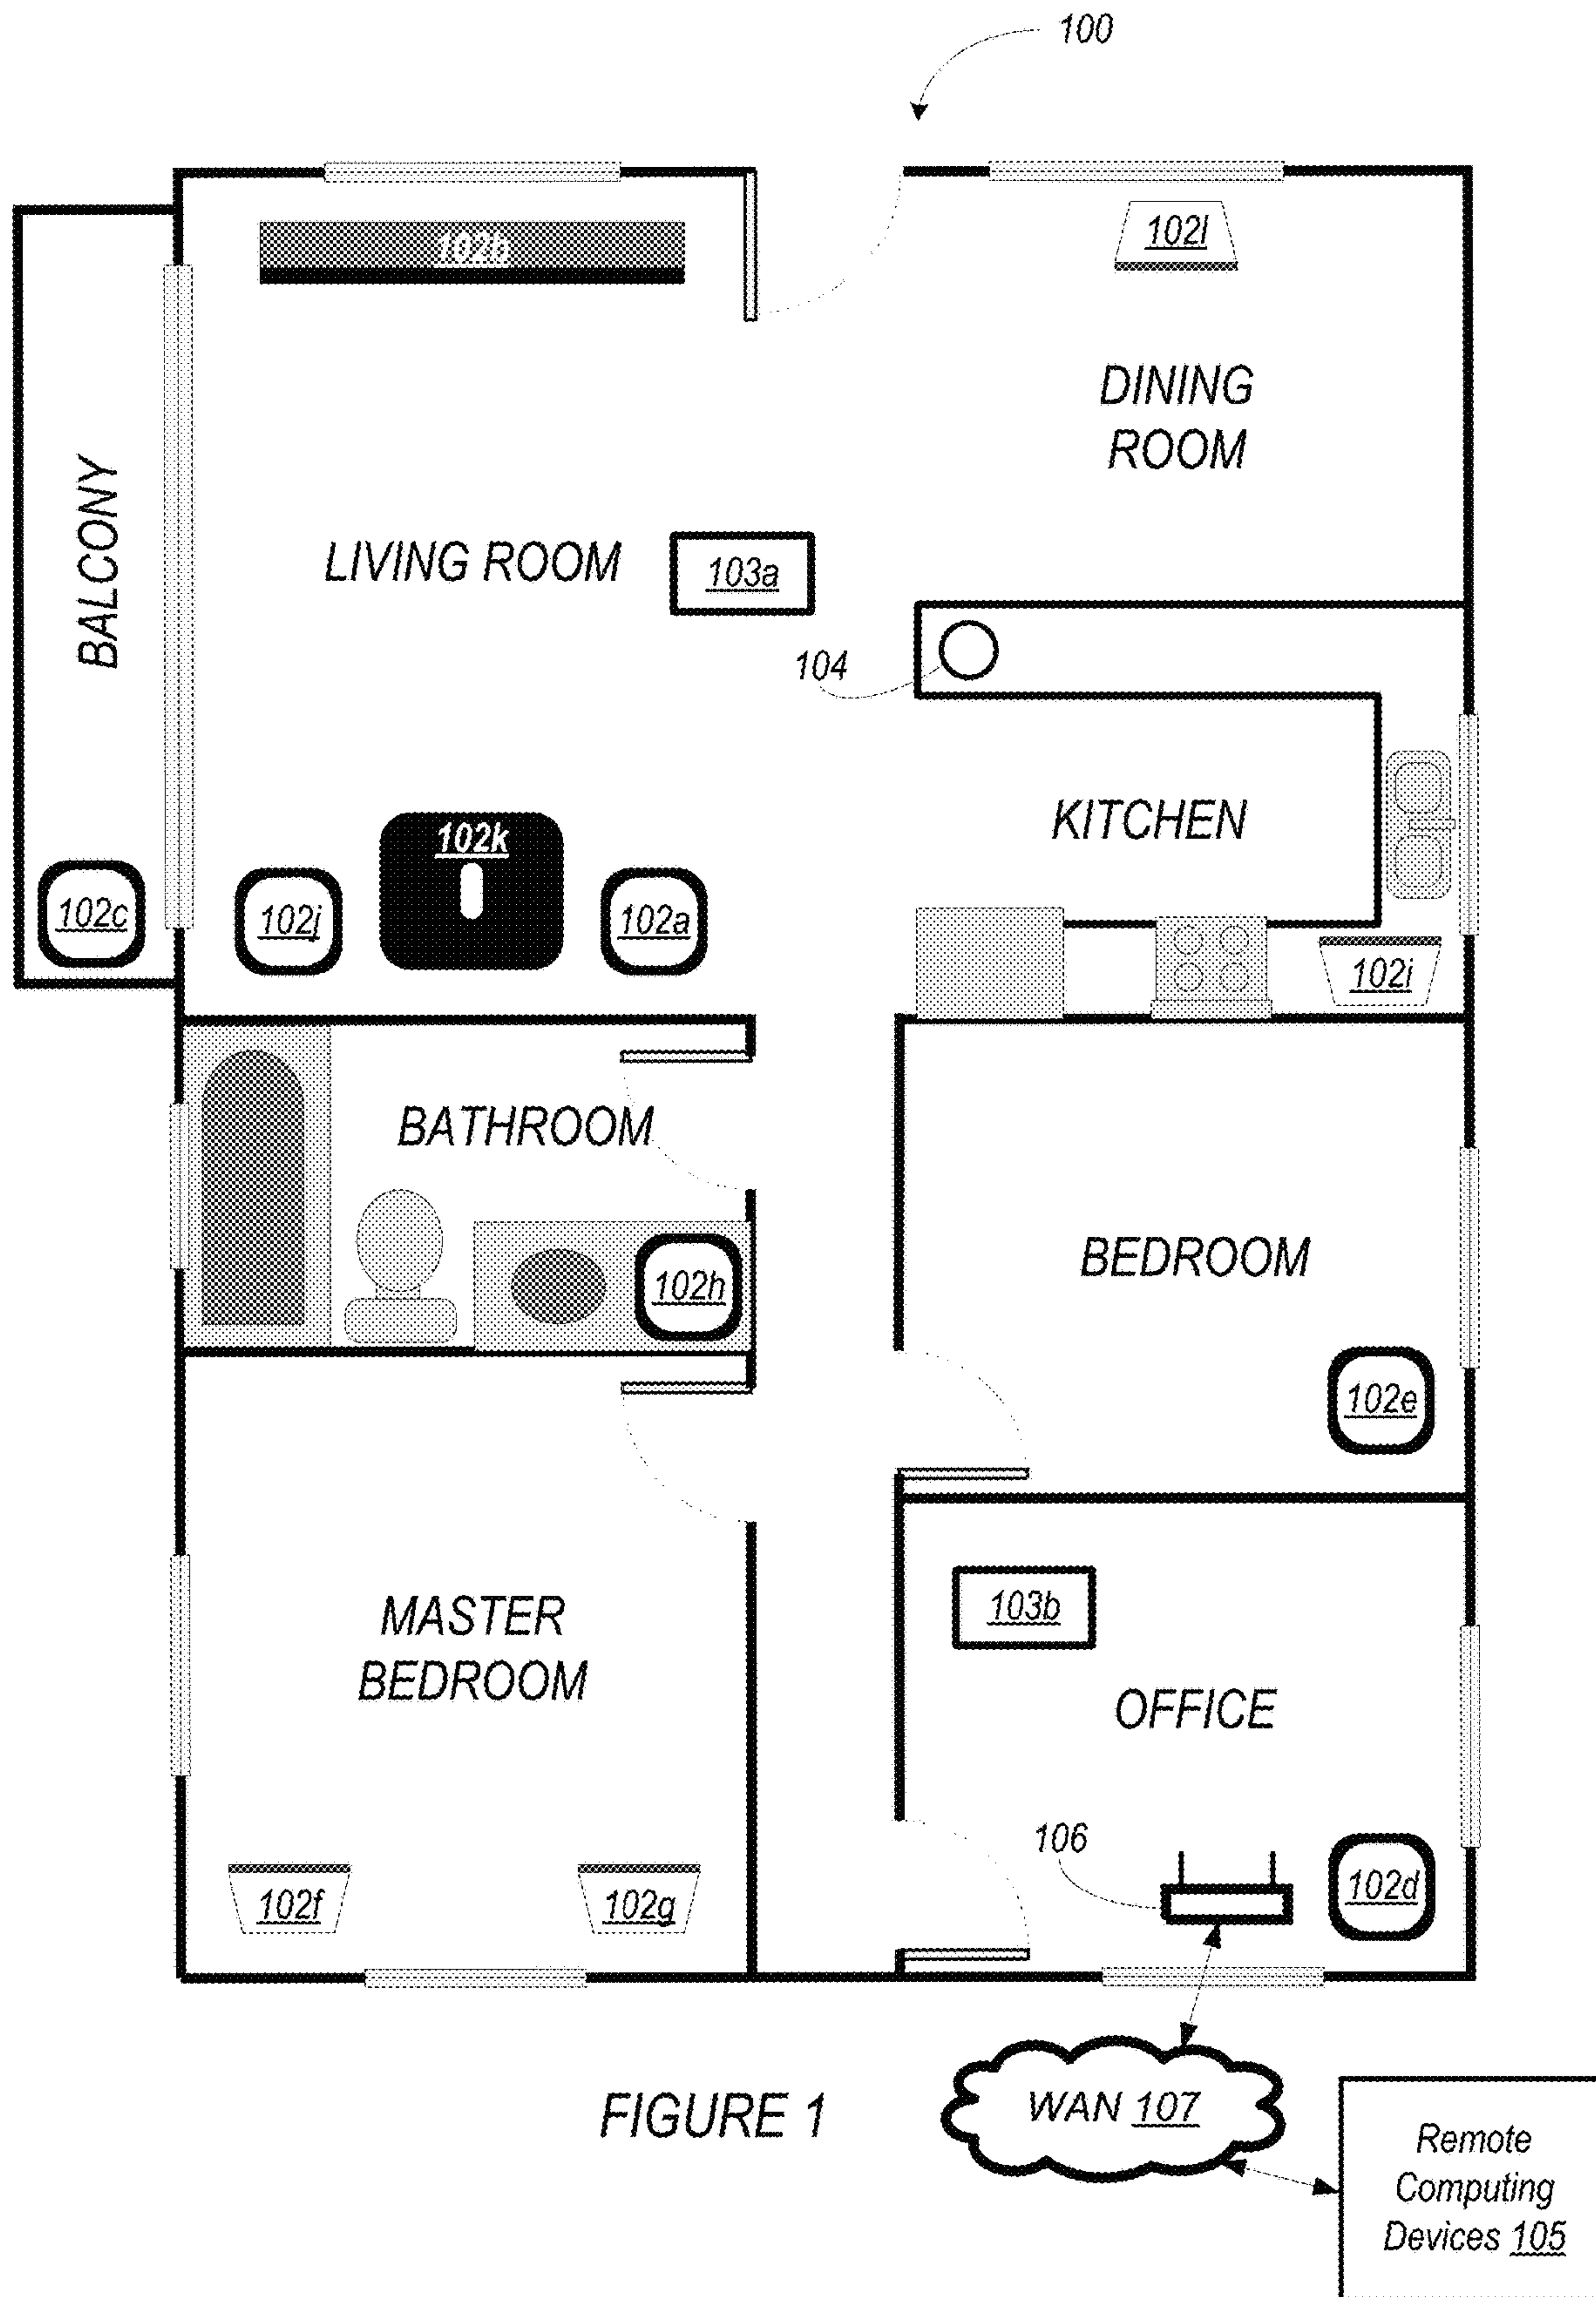 100
102b
102l
DINING
ROOM
BALCONY
LIVING ROOM
103a
104
KITCHEN
102k
102c
102j
102a
102i
BATHROOM
BEDROOM
102h
102e
MASTER
BEDROOM
103b
OFFICE
106
102f
102g
102d
FIGURE 1
WAN 107
Remote
Computing
Devices 105